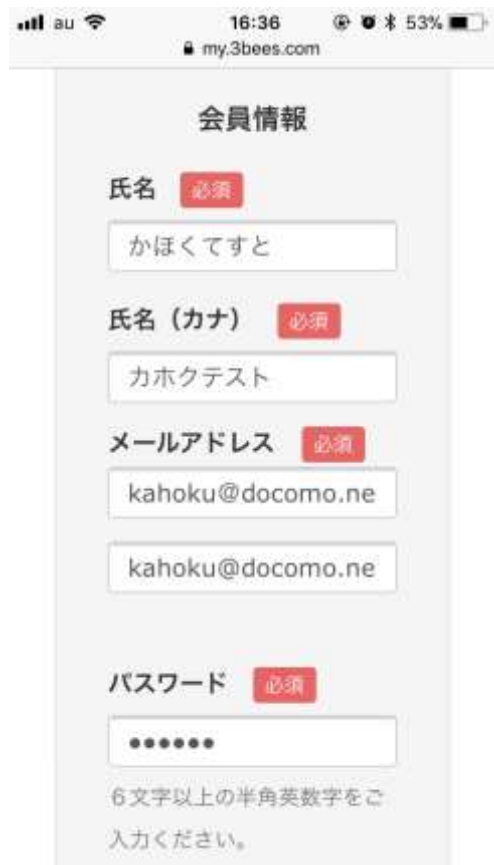 au 16:36 53%
my.3bees.com
会員情報
氏名 必須
かほくてすと
氏名（カナ） 必須
カホクテスト
メールアドレス 必須
kahoku@docomo.ne
kahoku@docomo.ne
パスワード 必須
●●●●●●
６文字以上の半角英数字をご
入力ください。